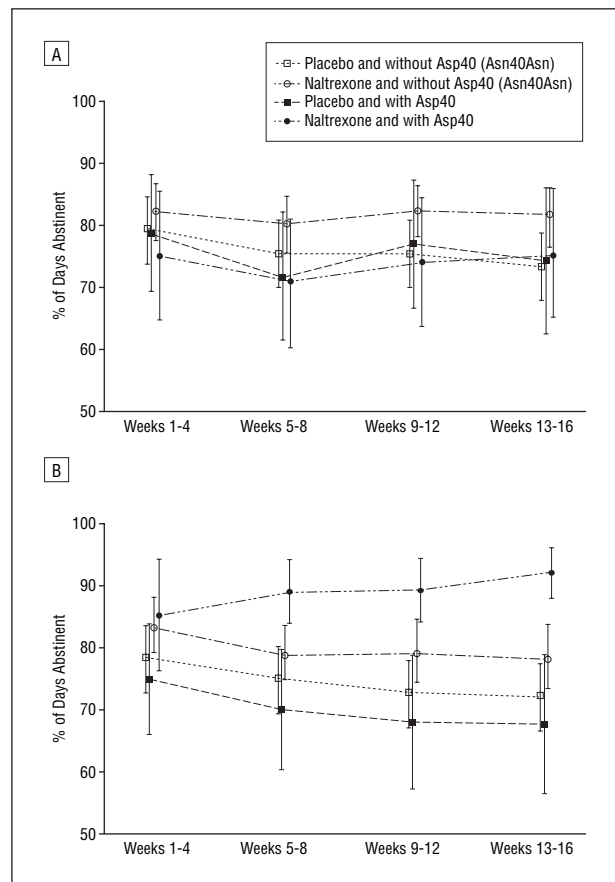 A
Placebo and without Asp40 (Asn40Asn)
Naltrexone and without Asp40 (Asn40Asn)
Placebo and with Asp40
Naltrexone and with Asp40
100
90
80
70
60
50
% of Days Abstinent
Weeks 1-4 Weeks 5-8 Weeks 9-12 Weeks 13-16
B
100
90
80
70
60
50
% of Days Abstinent
Weeks 1-4 Weeks 5-8 Weeks 9-12 Weeks 13-16